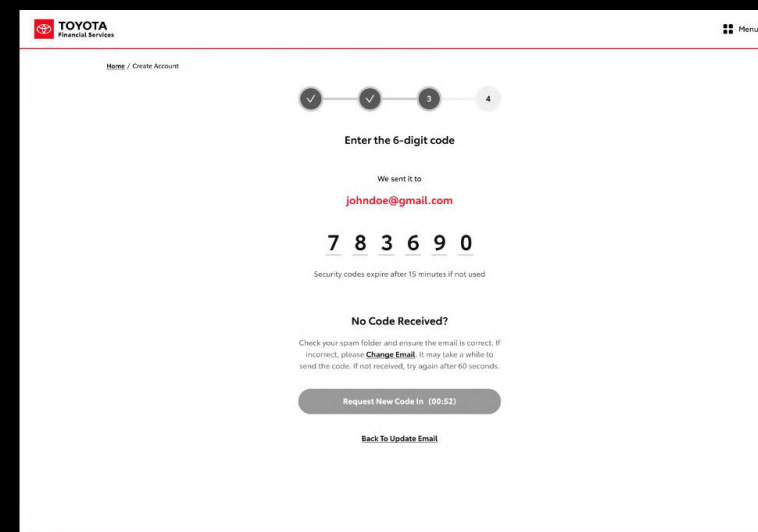 TOYOTA
Financial Services
Menu
Home / Create Account
3
4
Enter the 6-digit code
We sent it to
johndoe@gmail.com
7 8 3 6 9 0
Security codes expire after 15 minutes if not used
No Code Received?
Check your spam folder and ensure the email is correct. If
incorrect, please Change Email. It may take a while to
send the code. If not received, try again after 60 seconds.
Request New Code In (00:52)
Back To Update Email